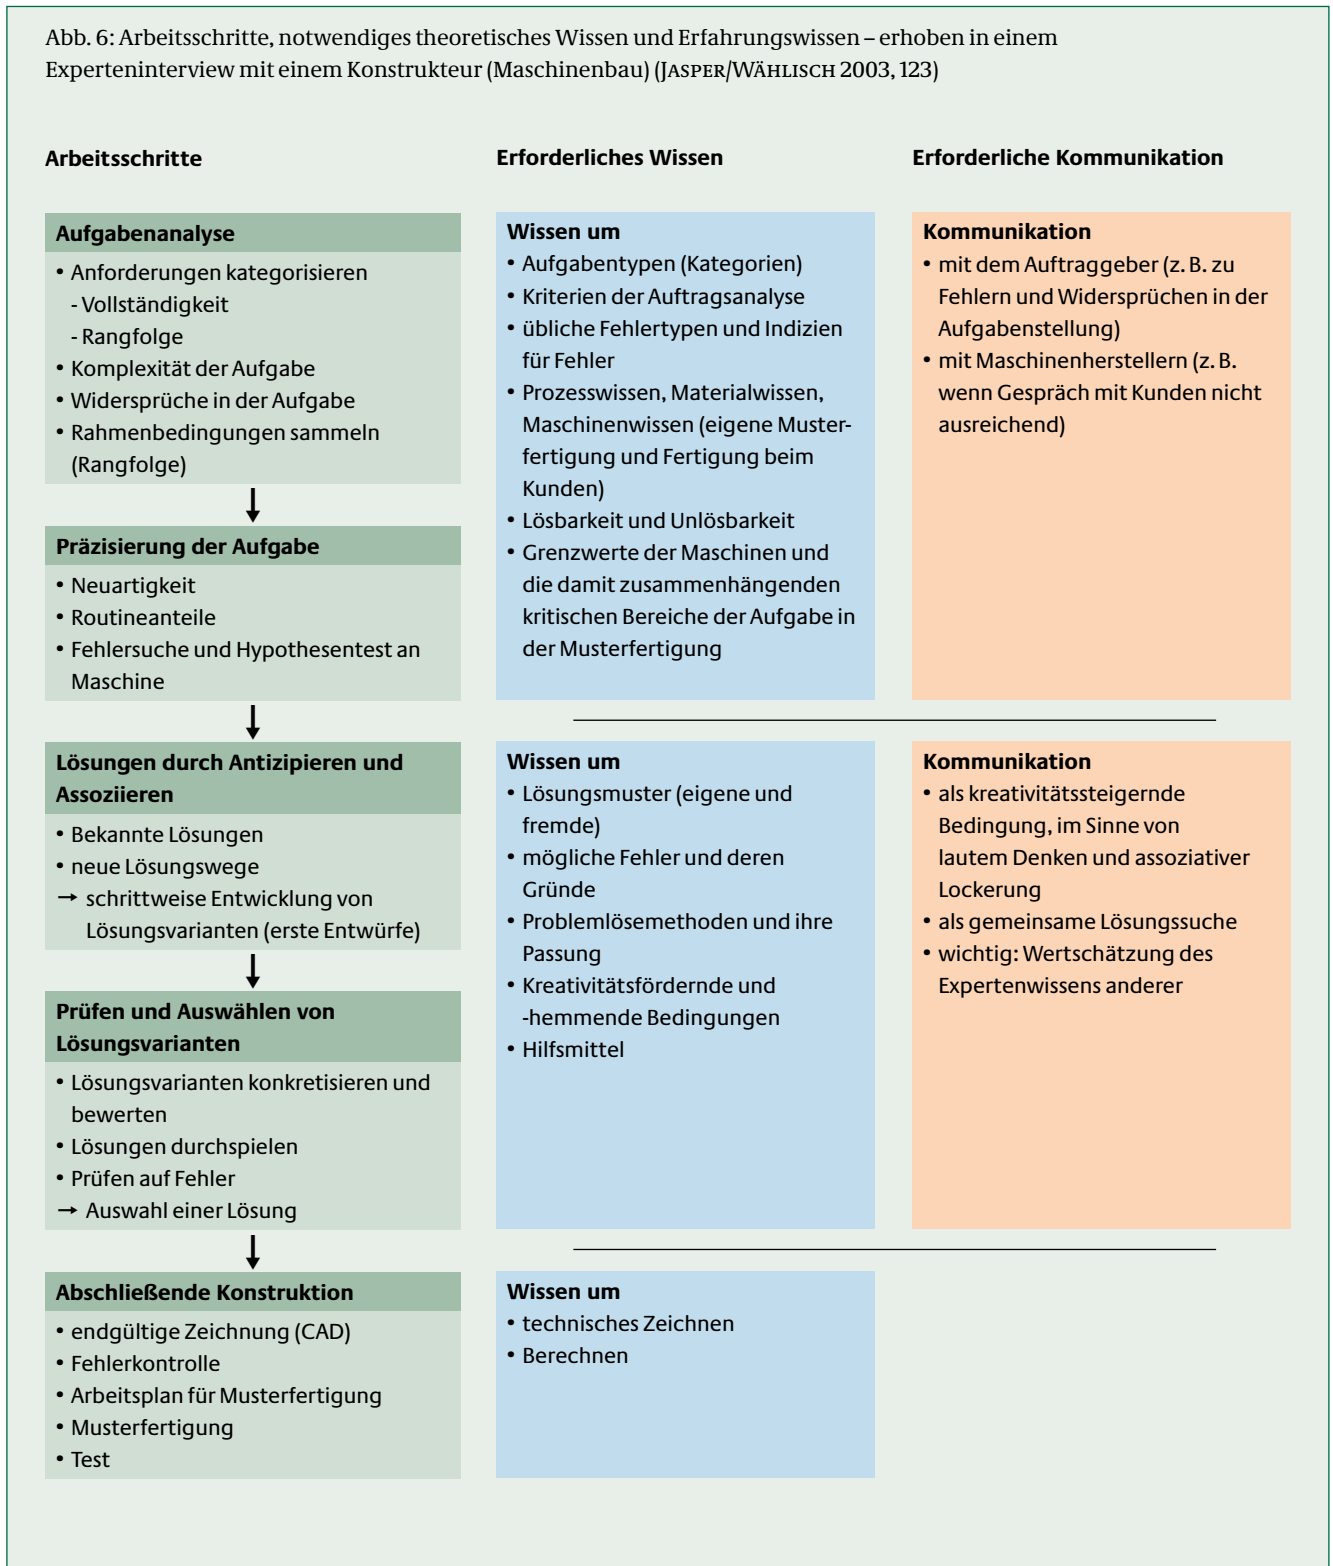 Abb. 6: Arbeitsschritte, notwendiges theoretisches Wissen und Erfahrungswissen – erhoben in einem
Experteninterview mit einem Konstrukteur (Maschinenbau) (JASPER/WÄHLISCH 2003, 123)
Arbeitsschritte
Erforderliches Wissen
Erforderliche Kommunikation
Aufgabenanalyse
• Anforderungen kategorisieren
- Vollständigkeit
- Rangfolge
• Komplexität der Aufgabe
• Widersprüche in der Aufgabe
• Rahmenbedingungen sammeln
(Rangfolge)
Präzisierung der Aufgabe
• Neuartigkeit
• Routineanteile
• Fehlersuche und Hypothesentest an
Maschine
Wissen um
• Aufgabentypen (Kategorien)
• Kriterien der Auftragsanalyse
• übliche Fehlertypen und Indizien
für Fehler
• Prozesswissen, Materialwissen,
Maschinenwissen (eigene Muster-
fertigung und Fertigung beim
Kunden)
• Lösbarkeit und Unlösbarkeit
• Grenzwerte der Maschinen und
die damit zusammenhängenden
kritischen Bereiche der Aufgabe in
der Musterfertigung
Kommunikation
• mit dem Auftraggeber (z. B. zu
Fehlern und Widersprüchen in der
Aufgabenstellung)
• mit Maschinenherstellern (z. B.
wenn Gespräch mit Kunden nicht
ausreichend)
Lösungen durch Antizipieren und
Assoziieren
• Bekannte Lösungen
• neue Lösungswege
→ schrittweise Entwicklung von
Lösungsvarianten (erste Entwürfe)
Prüfen und Auswählen von
Lösungsvarianten
• Lösungsvarianten konkretisieren und
bewerten
• Lösungen durchspielen
• Prüfen auf Fehler
→ Auswahl einer Lösung
Wissen um
• Lösungsmuster (eigene und
fremde)
• mögliche Fehler und deren
Gründe
• Problemlösemethoden und ihre
Passung
• Kreativitätsfördernde und
-hemmende Bedingungen
• Hilfsmittel
Kommunikation
• als kreativitätssteigernde
Bedingung, im Sinne von
lautem Denken und assoziativer
Lockerung
• als gemeinsame Lösungssuche
• wichtig: Wertschätzung des
Expertenwissens anderer
Abschließende Konstruktion
• endgültige Zeichnung (CAD)
• Fehlerkontrolle
• Arbeitsplan für Musterfertigung
• Musterfertigung
• Test
Wissen um
• technisches Zeichnen
• Berechnen